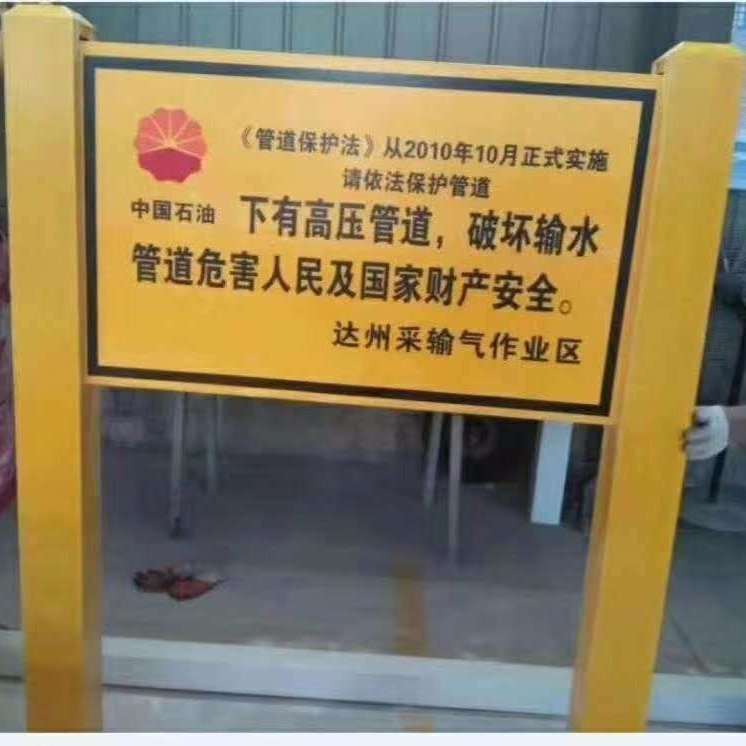 《管道保护法》从2010年10月正式实施
请依法保护管道
中国石油 下有高压管道，破坏输水
管道危害人民及国家财产安全。
达州采输气作业区